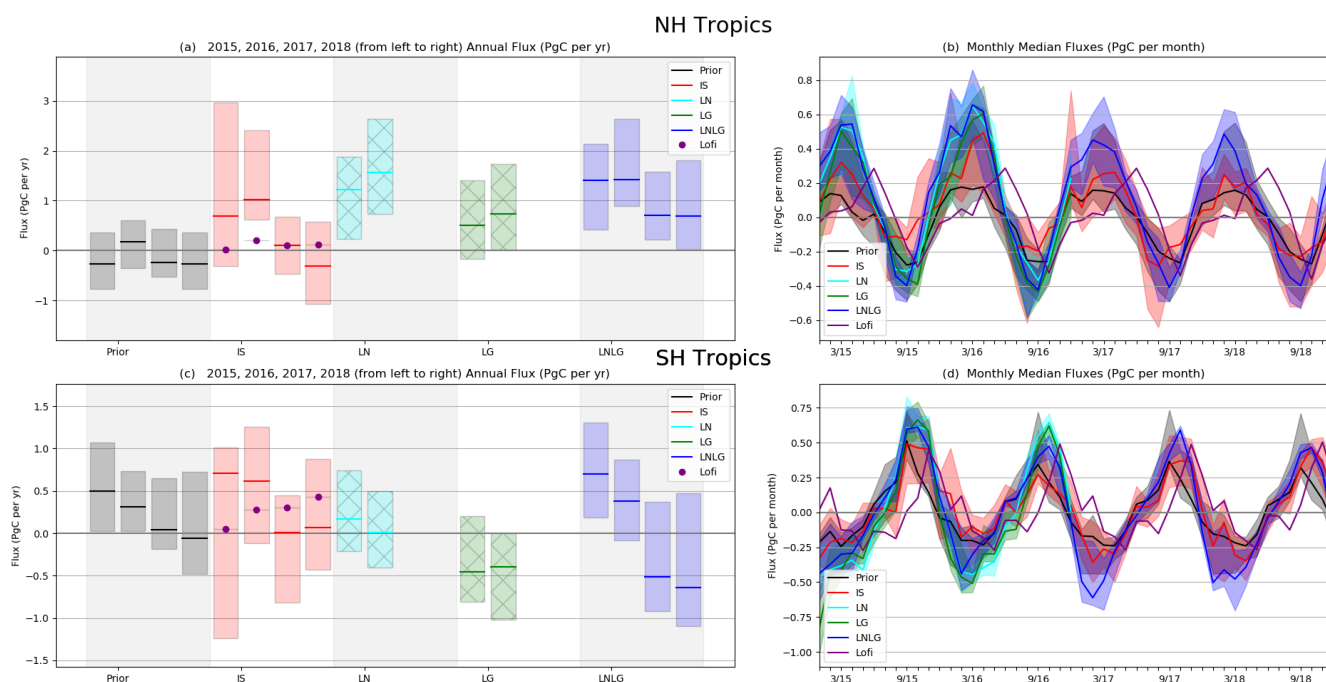 NH Tropics
(a) 2015, 2016, 2017, 2018 (from left to right) Annual Flux (PgC per yr)
Flux (PgC per yr)
3
2
1
0
−1
Prior
IS
LN
LG
LNLG
Prior
IS
LN
LG
LNLG
Lofi
(b) Monthly Median Fluxes (PgC per month)
Flux (PgC per month)
0.8
0.6
0.4
0.2
0.0
−0.2
−0.4
−0.6
3/15
9/15
3/16
9/16
3/17
9/17
3/18
9/18
Prior
IS
LN
LG
LNLG
Lofi
SH Tropics
(c) 2015, 2016, 2017, 2018 (from left to right) Annual Flux (PgC per yr)
Flux (PgC per yr)
1.5
1.0
0.5
0.0
−0.5
−1.0
−1.5
Prior
IS
LN
LG
LNLG
Prior
IS
LN
LG
LNLG
Lofi
(d) Monthly Median Fluxes (PgC per month)
Flux (PgC per month)
0.75
0.50
0.25
0.00
−0.25
−0.50
−0.75
−1.00
3/15
9/15
3/16
9/16
3/17
9/17
3/18
9/18
Prior
IS
LN
LG
LNLG
Lofi